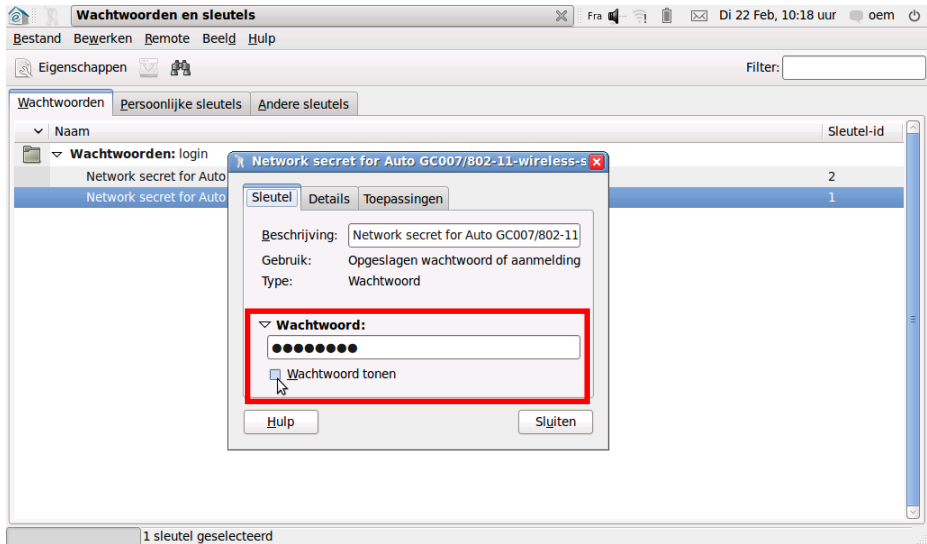 Wachtwoorden en sleutels
Fra
Di 22 Feb, 10:18 uur
oem
Bestand Bewerken Remote Beeld Hulp
Eigenschappen
Filter:
Wachtwoorden Persoonlijke sleutels Andere sleutels
Naam Sleutel-id
Wachtwoorden: login
Network secret for Auto 2
Network secret for Auto 1
Network secret for Auto GC007/802-11-wireless-s
Sleutel Details Toepassingen
Beschrijving: Network secret for Auto GC007/802-11
Gebruik: Opgeslagen wachtwoord of aanmelding
Type: Wachtwoord
Wachtwoord:
●●●●●●●●
Wachtwoord tonen
Hulp Sluiten
1 sleutel geselecteerd